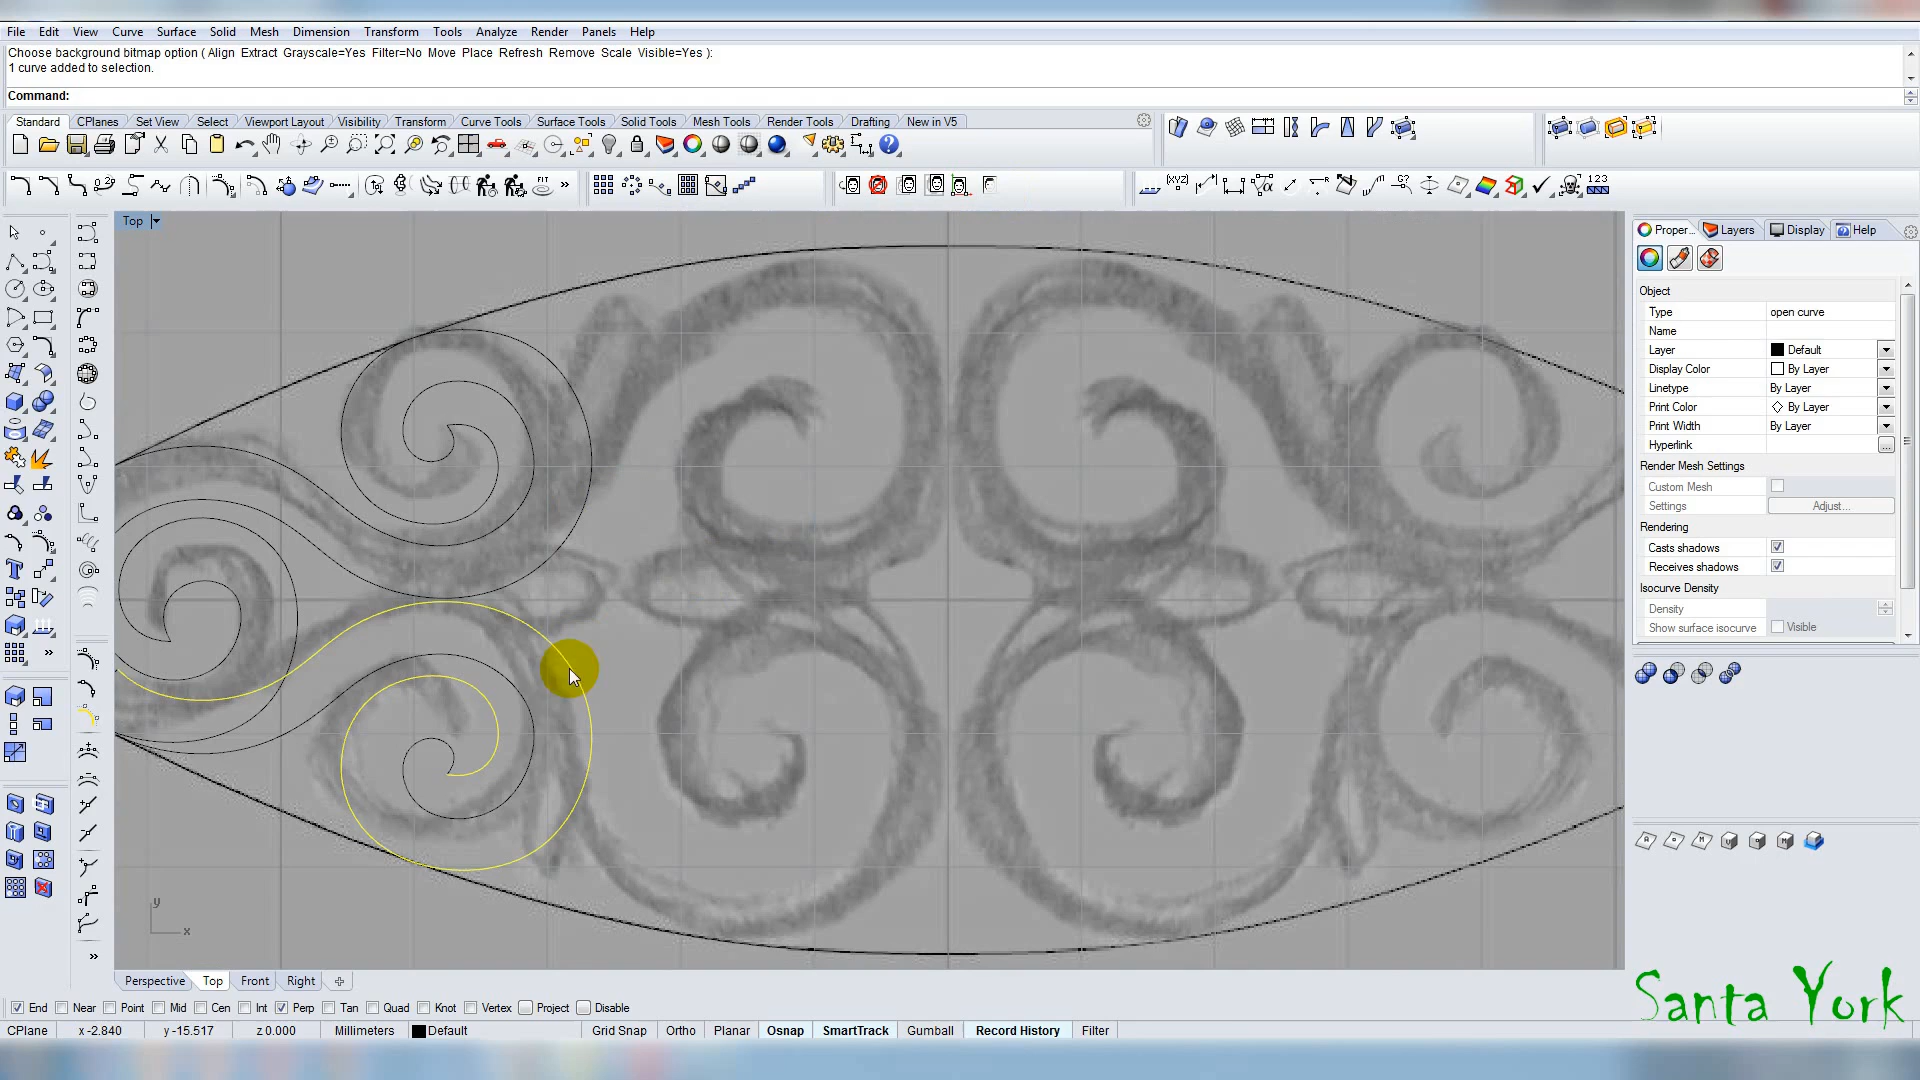 File Edit View Curve Surface Solid Mesh Dimension Transform Tools Analyze Render Panels Help
Choose background bitmap option ( Align Extract Grayscale=Yes Filter=No Move Place Refresh Remove Scale Visible=Yes ):
1 curve added to selection.
Command:
Standard CPlanes Set View Select Viewport Layout Visibility Transform Curve Tools Surface Tools Solid Tools Mesh Tools Render Tools Drafting New in V5
Top
Proper... Layers Display Help
Object
Type open curve
Name
Layer Default
Display Color By Layer
Linetype By Layer
Print Color By Layer
Print Width By Layer
Hyperlink ...
Render Mesh Settings
Custom Mesh
Settings Adjust...
Rendering
Casts shadows
Receives shadows
Isocurve Density
Density
Show surface isocurve Visible
y
x
Perspective Top Front Right
End Near Point Mid Cen Int Perp Tan Quad Knot Vertex Project Disable
CPlane x -2.840 y -15.517 z 0.000 Millimeters Default Grid Snap Ortho Planar Osnap SmartTrack Gumball Record History Filter
Santa York